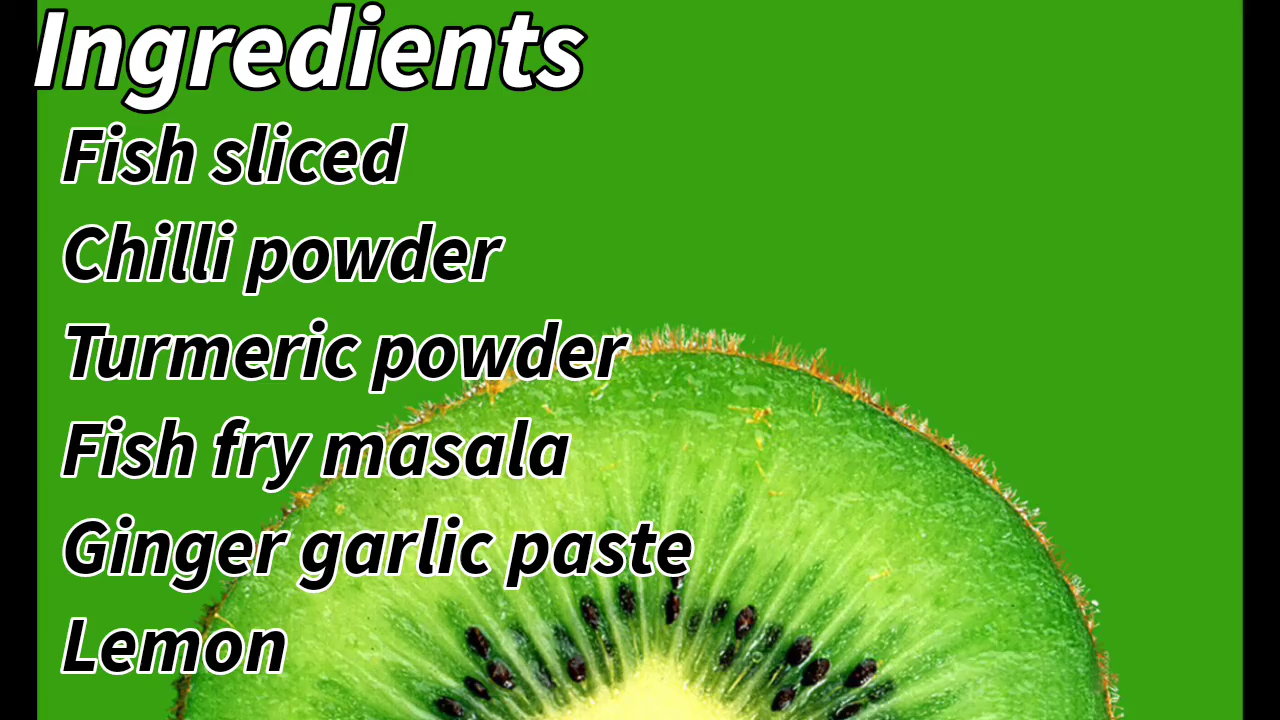 Ingredients
Fish sliced
Chilli powder
Turmeric powder
Fish fry masala
Ginger garlic paste
Lemon